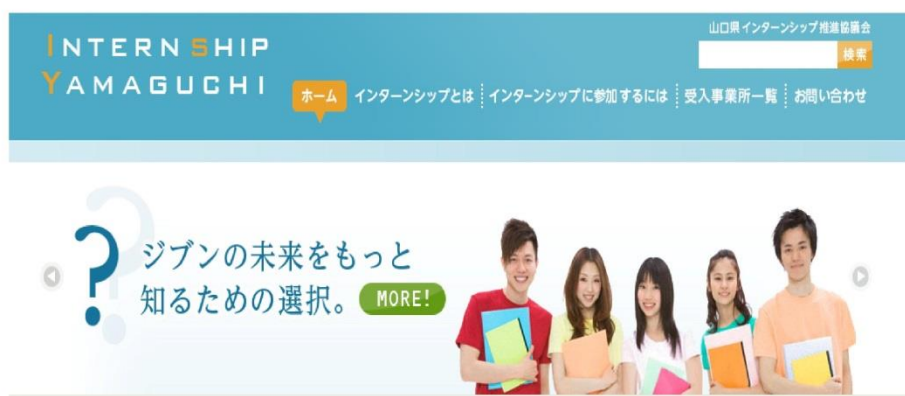 INTERNSHIP
YAMAGUCHI
山口県インターンシップ推進協議会
検索
ホーム インターンシップとは インターンシップに参加するには 受入事業所一覧 お問い合わせ
?
ジブンの未来をもっと
知るための選択。 MORE!